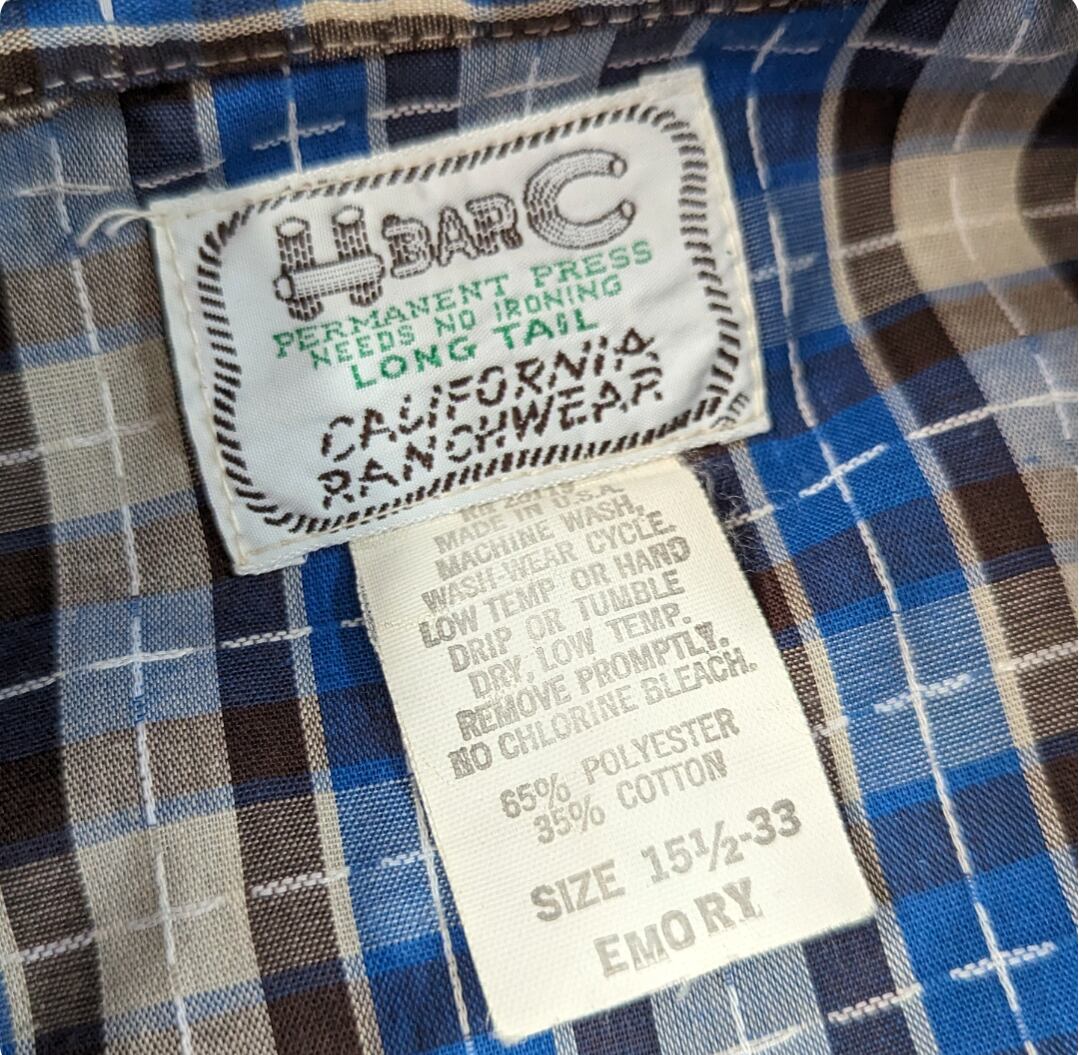 H BAR C
PERMANENT PRESS
NEEDS NO IRONING
LONG TAIL
CALIFORNIA
RANCHWEAR
MADE IN U.S.A.
MACHINE WASH,
WASH-WEAR CYCLE.
LOW TEMP OR HAND
DRIP OR TUMBLE
DRY, LOW TEMP.
REMOVE PROMPTLY.
NO CHLORINE BLEACH.
65% POLYESTER
35% COTTON
SIZE 15½-33
EMORY